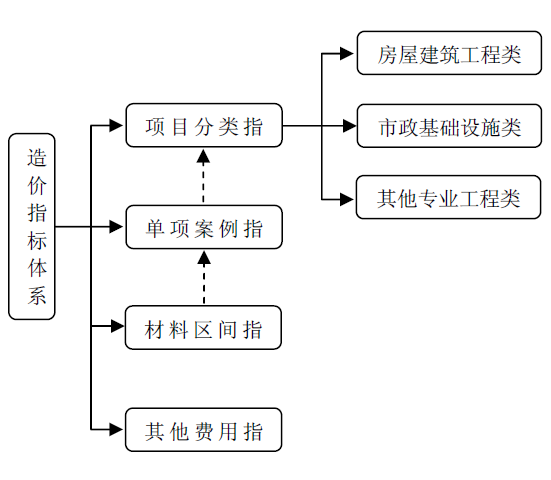 造价指标体系
项目分类指
单项案例指
材料区间指
其他费用指
房屋建筑工程类
市政基础设施类
其他专业工程类